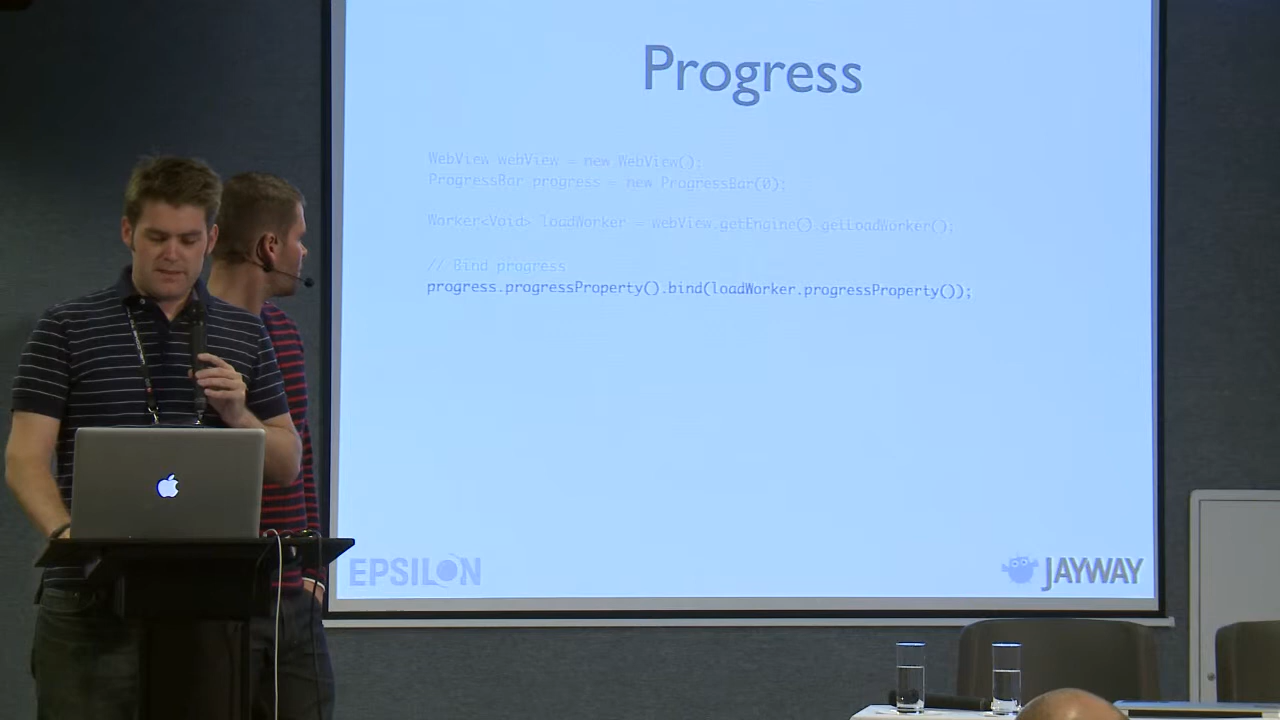 Progress
WebView webView = new WebView();
ProgressBar progress = new ProgressBar(0);
Worker<Void> loadWorker = webView.getEngine().getLoadWorker();
// Bind progress
progress.progressProperty().bind(loadWorker.progressProperty());
EPSILON
JAYWAY